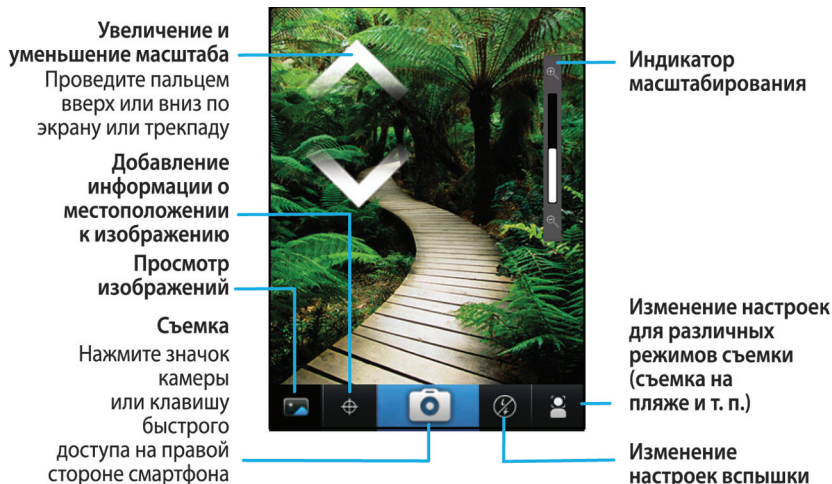 Увеличение и
уменьшение масштаба
Проведите пальцем
вверх или вниз по
экрану или трекпаду
Добавление
информации о
местоположении
к изображению
Просмотр
изображений
Съемка
Нажмите значок
камеры
или клавишу
быстрого
доступа на правой
стороне смартфона
Индикатор
масштабирования
Изменение настроек
для различных
режимов съемки
(съемка на
пляже и т. п.)
Изменение
настроек вспышки